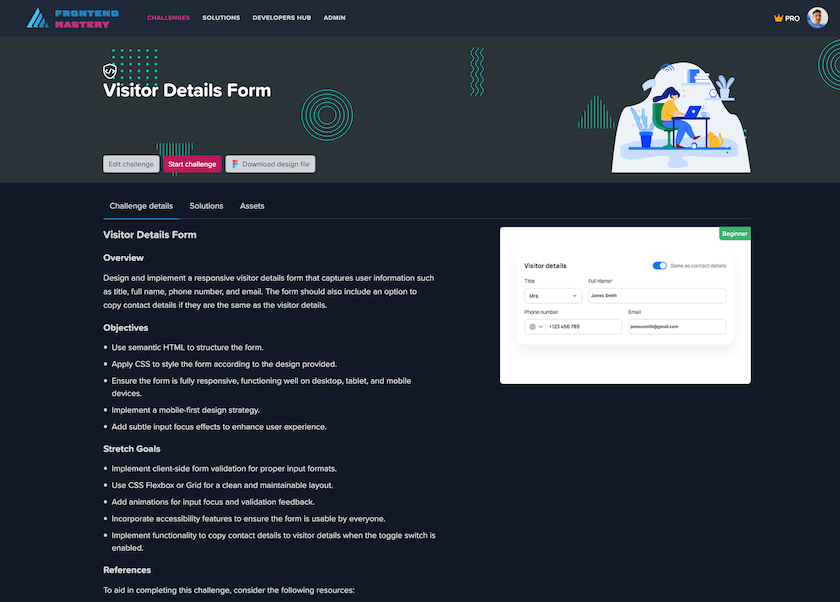 FRONTEND
MASTERY
CHALLENGES SOLUTIONS DEVELOPERS HUB ADMIN
PRO
Visitor Details Form
Edit challenge Start challenge Download design file
Challenge details Solutions Assets
Visitor Details Form
Overview
Design and implement a responsive visitor details form that captures user information such
as title, full name, phone number, and email. The form should also include an option to
copy contact details if they are the same as the visitor details.
Objectives
• Use semantic HTML to structure the form.
• Apply CSS to style the form according to the design provided.
• Ensure the form is fully responsive, functioning well on desktop, tablet, and mobile
devices.
• Implement a mobile-first design strategy.
• Add subtle input focus effects to enhance user experience.
Stretch Goals
• Implement client-side form validation for proper input formats.
• Use CSS Flexbox or Grid for a clean and maintainable layout.
• Add animations for input focus and validation feedback.
• Incorporate accessibility features to ensure the form is usable by everyone.
• Implement functionality to copy contact details to visitor details when the toggle switch is
enabled.
References
To aid in completing this challenge, consider the following resources:
Beginner
Visitor details Same as contact details
Title Full Name*
Mrs James Smith
Phone number Email
+123 456 789 jamessmith@gmail.com